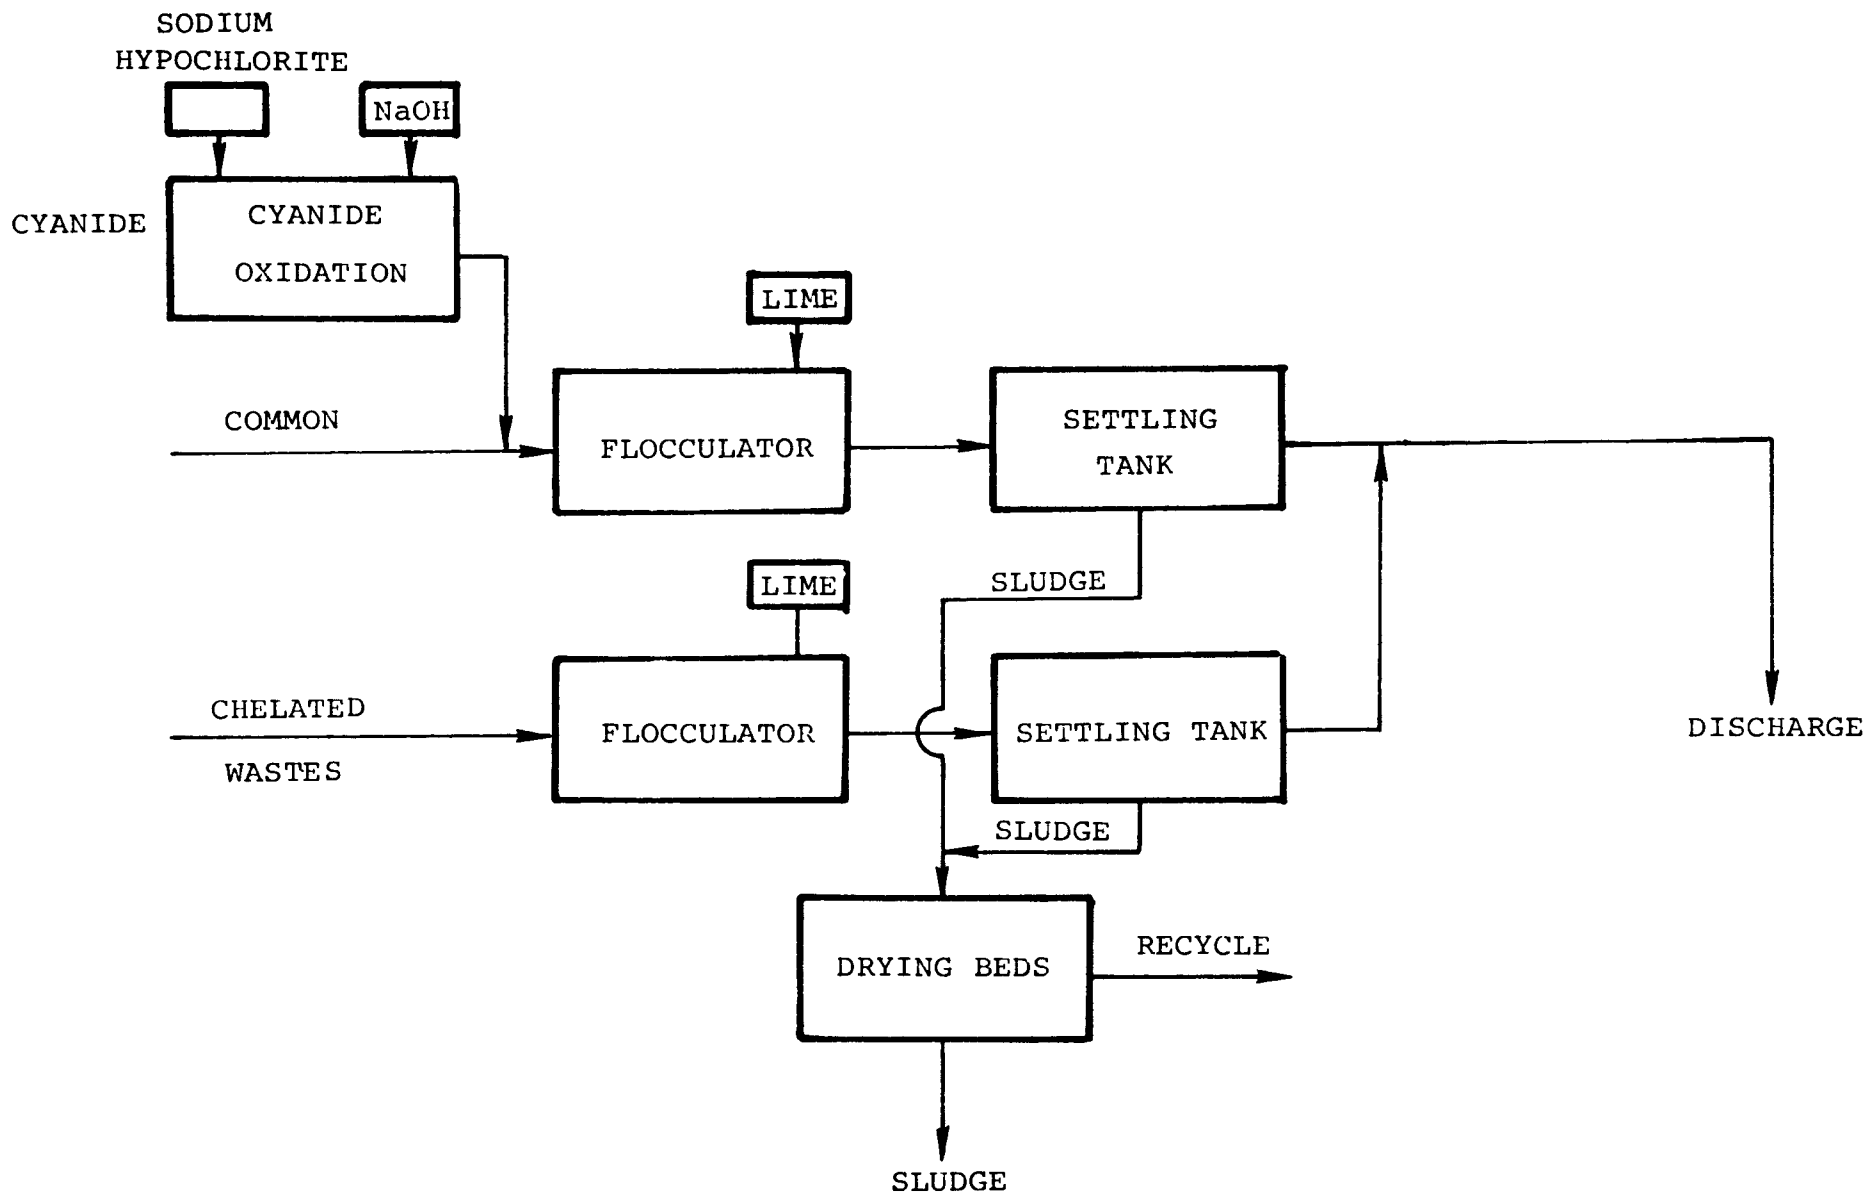 SODIUM
HYPOCHLORITE
NaOH
CYANIDE
CYANIDE
OXIDATION
LIME
COMMON
FLOCCULATOR
SETTLING
TANK
LIME
SLUDGE
CHELATED
WASTES
FLOCCULATOR
SETTLING TANK
DISCHARGE
SLUDGE
DRYING BEDS
RECYCLE
SLUDGE